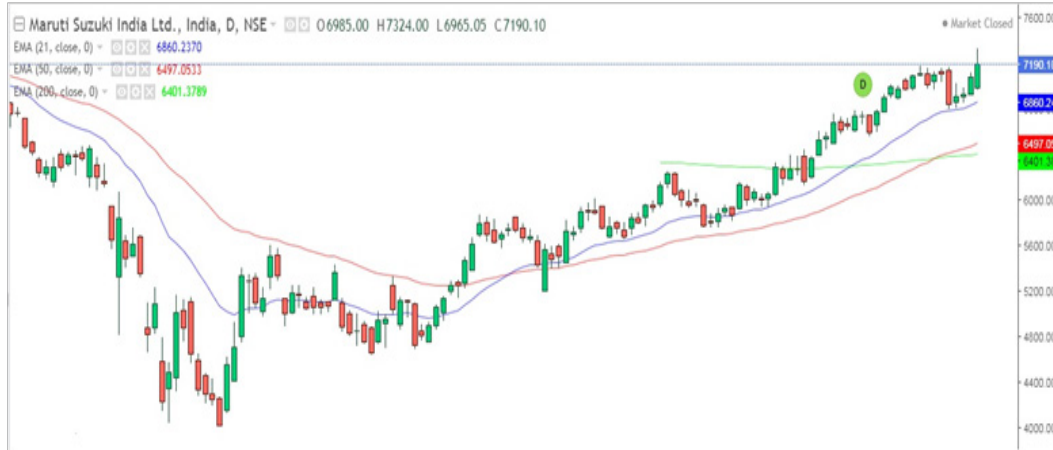 Maruti Suzuki India Ltd., India, D, NSE O6985.00 H7324.00 L6965.05 C7190.10
Market Closed
EMA (21, close, 0) 6860.2370
EMA (50, close, 0) 6497.0533
EMA (200, close, 0) 6401.3789
D
7600.00
7190.10
6860.24
6497.05
6401.38
6000.00
5600.00
5200.00
4800.00
4400.00
4000.00